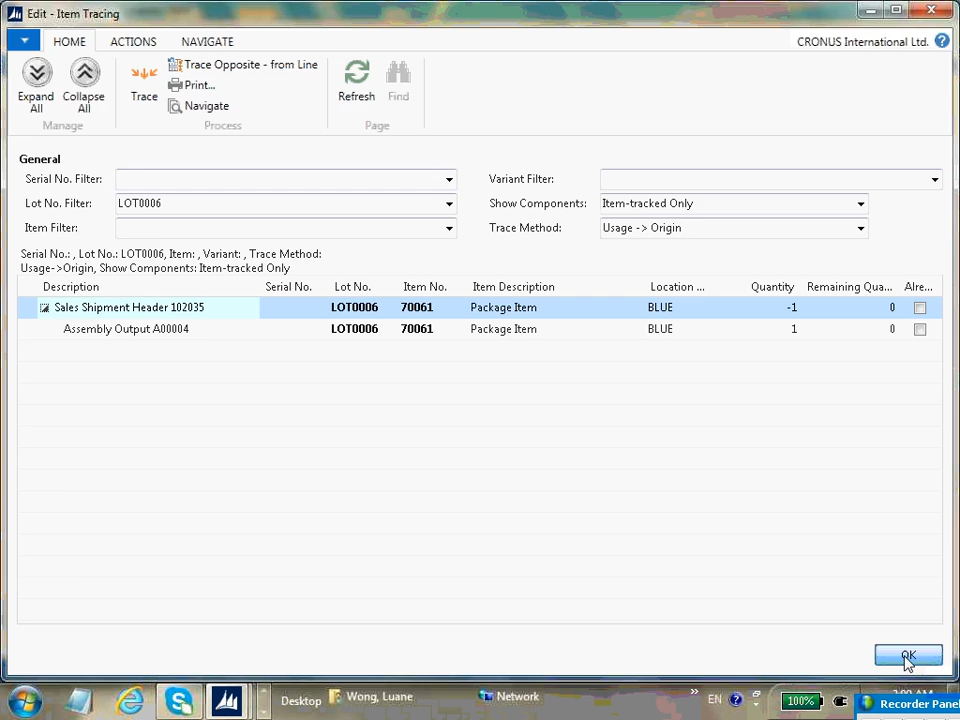 Edit - Item Tracing
HOME ACTIONS NAVIGATE CRONUS International Ltd.
Expand All
Collapse All
Trace
Trace Opposite - from Line
Print...
Navigate
Refresh
Find
Manage Process Page
General
Serial No. Filter: Variant Filter:
Lot No. Filter: LOT0006 Show Components: Item-tracked Only
Item Filter: Trace Method: Usage -> Origin
Serial No.: , Lot No.: LOT0006, Item: , Variant: , Trace Method:
Usage->Origin, Show Components: Item-tracked Only
Description Serial No. Lot No. Item No. Item Description Location ... Quantity Remaining Qua... Alre...
Sales Shipment Header 102035 LOT0006 70061 Package Item BLUE -1 0
Assembly Output A00004 LOT0006 70061 Package Item BLUE 1 0
OK
Desktop Wong, Luane Network » EN 100%
Recorder Pane